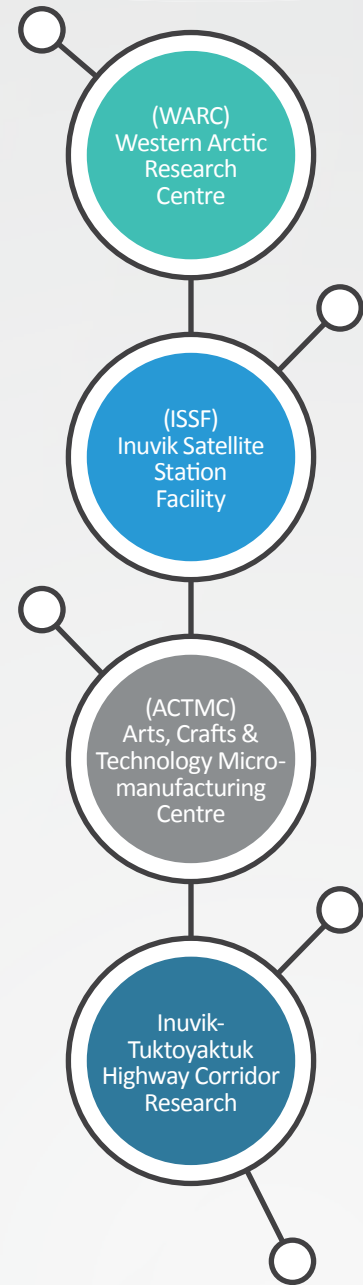 (WARC)
Western Arctic
Research
Centre
(ISSF)
Inuvik Satellite
Station
Facility
(ACTMC)
Arts, Crafts &
Technology Micro-
manufacturing
Centre
Inuvik-
Tuktoyaktuk
Highway Corridor
Research